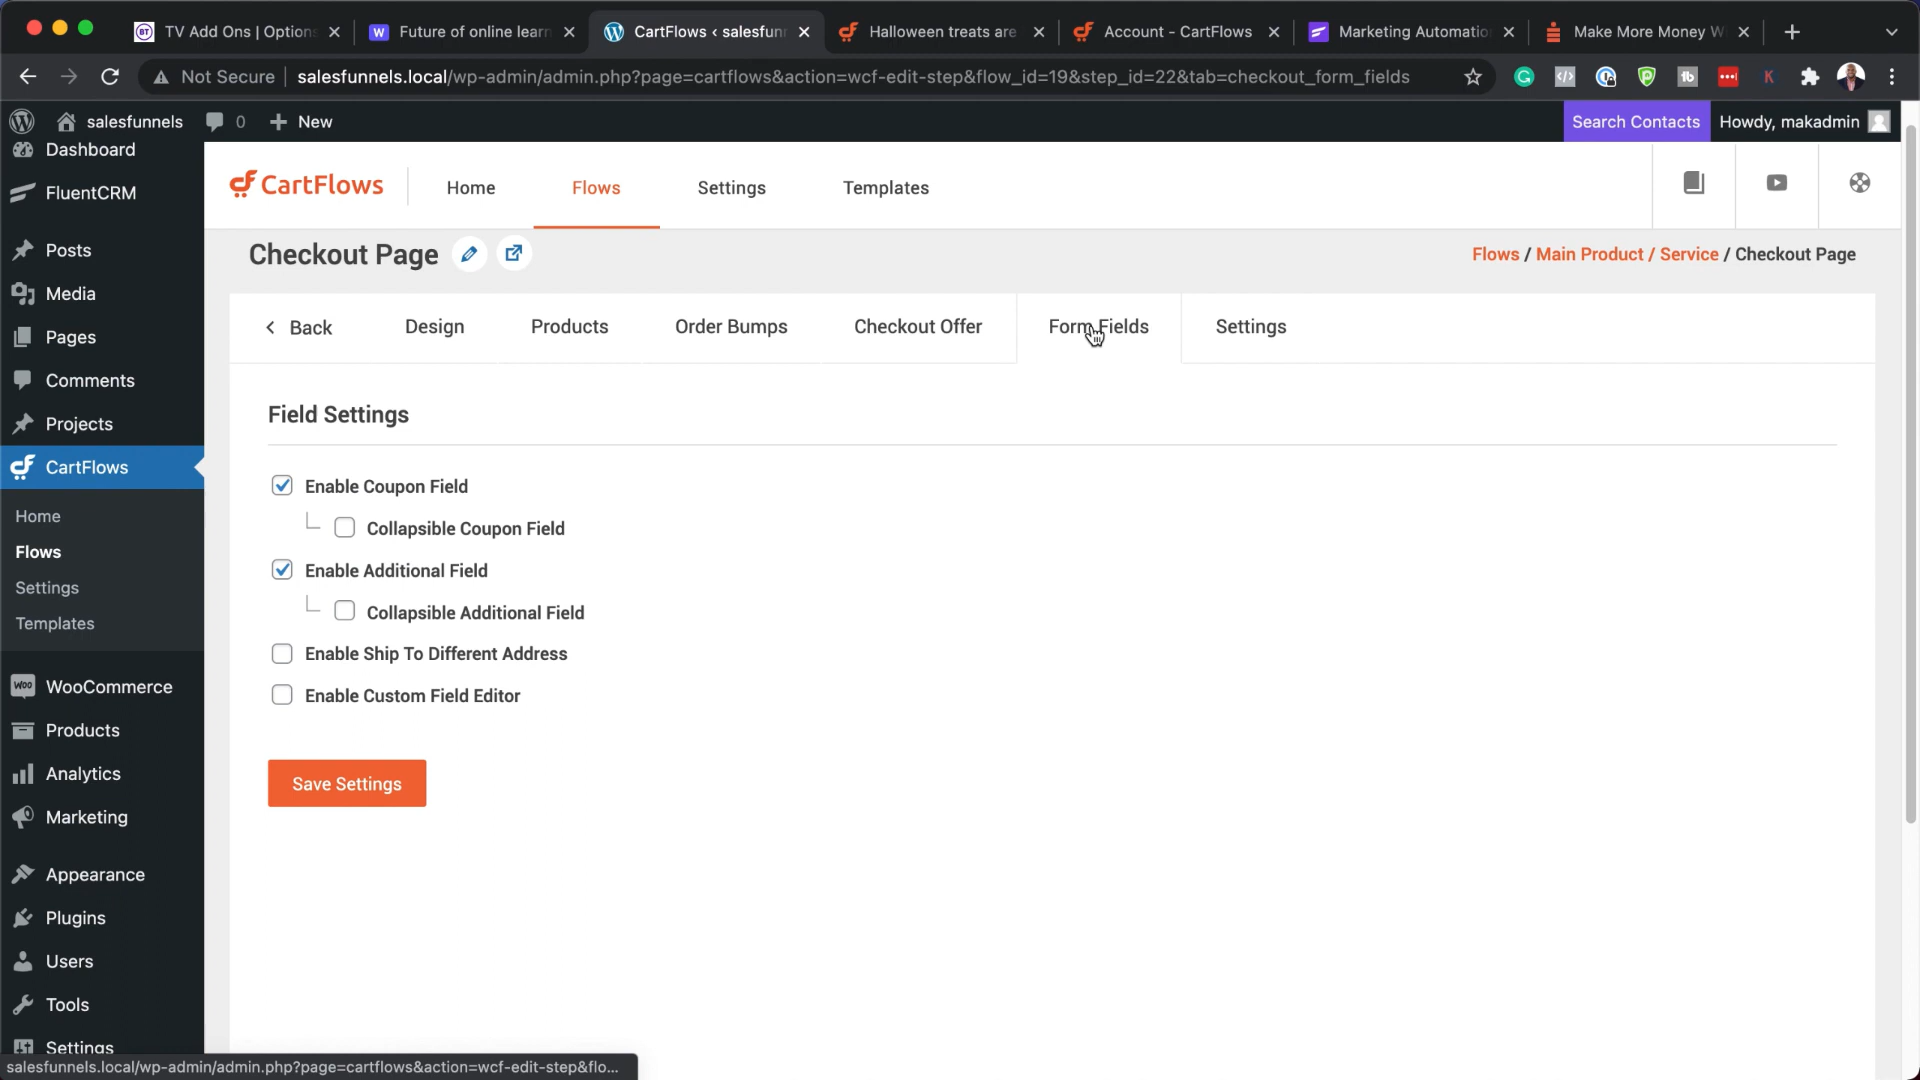 TV Add Ons | Option
Future of online learn
CartFlows ‹ salesfunn
Halloween treats are
Account - CartFlows
Marketing Automatio
Make More Money W
Not Secure
salesfunnels.local/wp-admin/admin.php?page=cartflows&action=wcf-edit-step&flow_id=19&step_id=22&tab=checkout_form_fields
salesfunnels
0
New
Search Contacts
Howdy, makadmin
Dashboard
FluentCRM
Posts
Media
Pages
Comments
Projects
CartFlows
Home
Flows
Settings
Templates
WooCommerce
Products
Analytics
Marketing
Appearance
Plugins
Users
Tools
Settings
CartFlows
Home
Flows
Settings
Templates
Checkout Page
Flows / Main Product / Service / Checkout Page
Back
Design
Products
Order Bumps
Checkout Offer
Form Fields
Settings
Field Settings
Enable Coupon Field
Collapsible Coupon Field
Enable Additional Field
Collapsible Additional Field
Enable Ship To Different Address
Enable Custom Field Editor
Save Settings
salesfunnels.local/wp-admin/admin.php?page=cartflows&action=wcf-edit-step&flo...